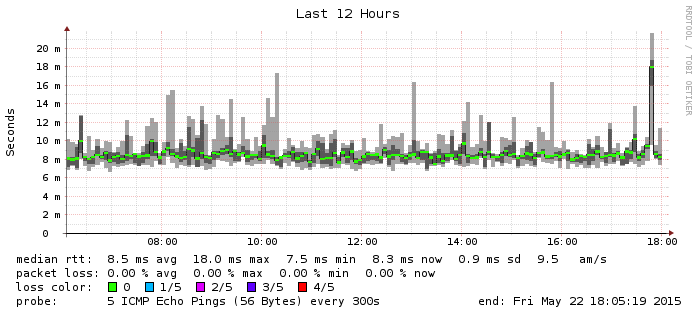 Last 12 Hours
RRDTOOL / TOBI OETIKER
Seconds
20 m
18 m
16 m
14 m
12 m
10 m
8 m
6 m
4 m
2 m
0
08:00 10:00 12:00 14:00 16:00 18:00
median rtt: 8.5 ms avg 18.0 ms max 7.5 ms min 8.3 ms now 0.9 ms sd 9.5 am/s
packet loss: 0.00 % avg 0.00 % max 0.00 % min 0.00 % now
loss color: 0 1/5 2/5 3/5 4/5
probe: 5 ICMP Echo Pings (56 Bytes) every 300s end: Fri May 22 18:05:19 2015